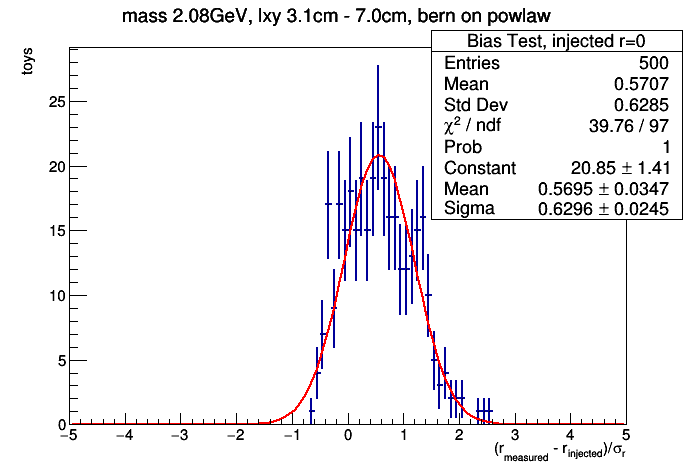 mass 2.08GeV, lxy 3.1cm - 7.0cm, bern on powlaw
Bias Test, injected r=0
Entries 500
Mean 0.5707
Std Dev 0.6285
χ² / ndf 39.76 / 97
Prob 1
Constant 20.85 ± 1.41
Mean 0.5695 ± 0.0347
Sigma 0.6296 ± 0.0245
toys
25
20
15
10
5
0
−5 −4 −3 −2 −1 0 1 2 3 4 5
(r_measured - r_injected)/σ_r